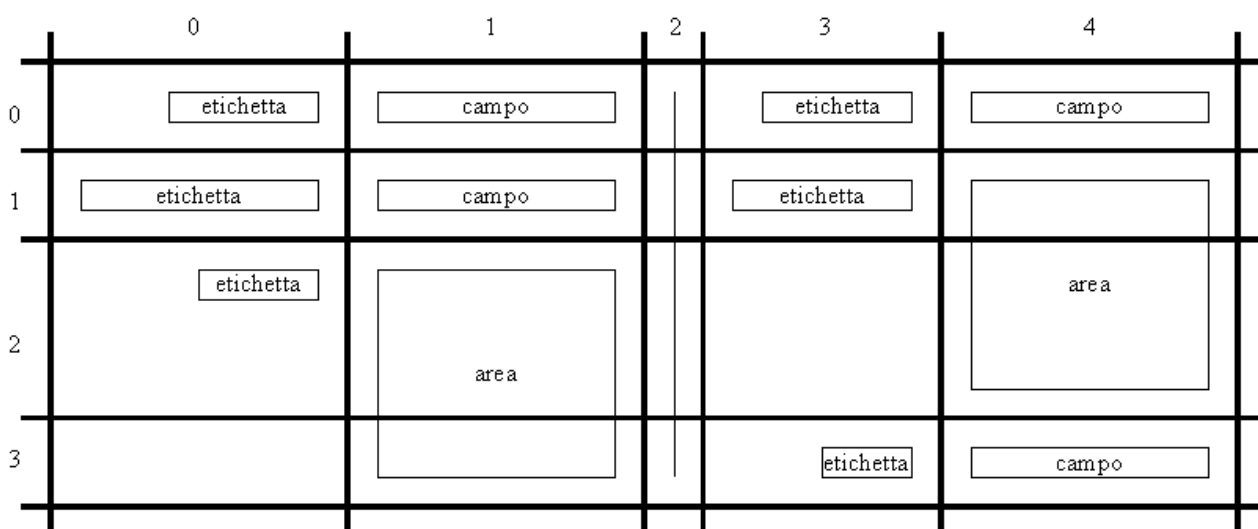 0 1 2 3 4
0 etichetta campo etichetta campo
1 etichetta campo etichetta
etichetta area
2
area
3 etichetta campo